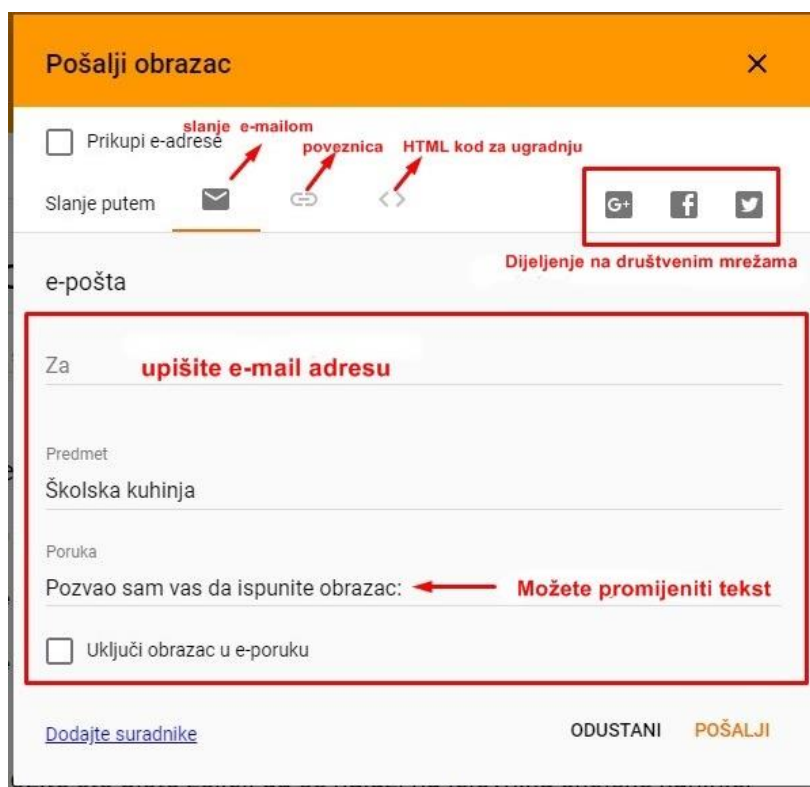 Pošalji obrazac
slanje e-mailom
Prikupi e-adrese
poveznica
HTML kod za ugradnju
Slanje putem
G+
Dijeljenje na društvenim mrežama
e-pošta
Za upišite e-mail adresu
Predmet
Školska kuhinja
Poruka
Pozvao sam vas da ispunite obrazac: Možete promijeniti tekst
Uključi obrazac u e-poruku
Dodajte suradnike ODUSTANI POŠALJI